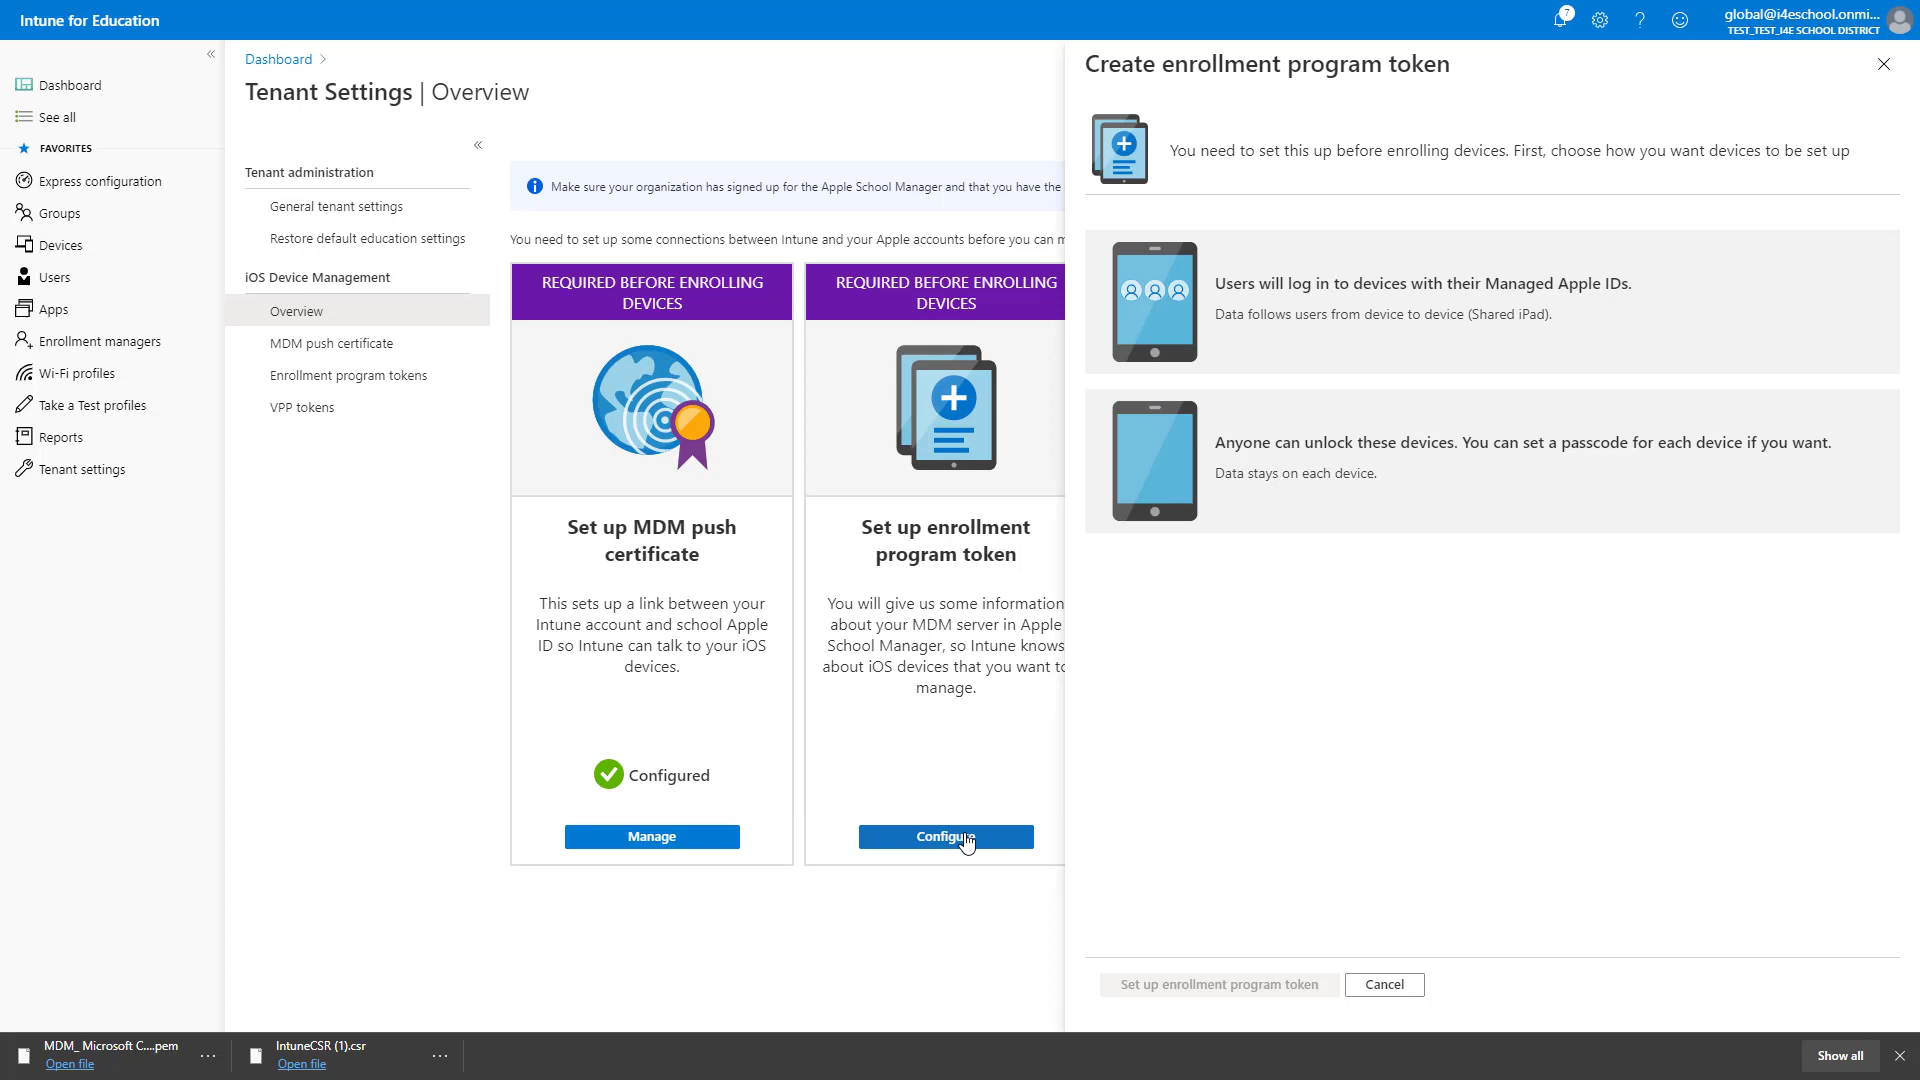 Intune for Education
7
global@i4eschool.onmi...
TEST_TEST_I4E SCHOOL DISTRICT
Dashboard
See all
FAVORITES
Express configuration
Groups
Devices
Users
Apps
Enrollment managers
Wi-Fi profiles
Take a Test profiles
Reports
Tenant settings
Dashboard
Tenant Settings | Overview
Tenant administration
General tenant settings
Restore default education settings
iOS Device Management
Overview
MDM push certificate
Enrollment program tokens
VPP tokens
Make sure your organization has signed up for the Apple School Manager and that you have the
You need to set up some connections between Intune and your Apple accounts before you can m
REQUIRED BEFORE ENROLLING
DEVICES
Set up MDM push
certificate
This sets up a link between your
Intune account and school Apple
ID so Intune can talk to your iOS
devices.
Configured
Manage
REQUIRED BEFORE ENROLLING
DEVICES
Set up enrollment
program token
You will give us some information
about your MDM server in Apple
School Manager, so Intune knows
about iOS devices that you want to
manage.
Configure
Create enrollment program token
You need to set this up before enrolling devices. First, choose how you want devices to be set up
Users will log in to devices with their Managed Apple IDs.
Data follows users from device to device (Shared iPad).
Anyone can unlock these devices. You can set a passcode for each device if you want.
Data stays on each device.
Set up enrollment program token
Cancel
MDM_ Microsoft C....pem
Open file
IntuneCSR (1).csr
Open file
Show all